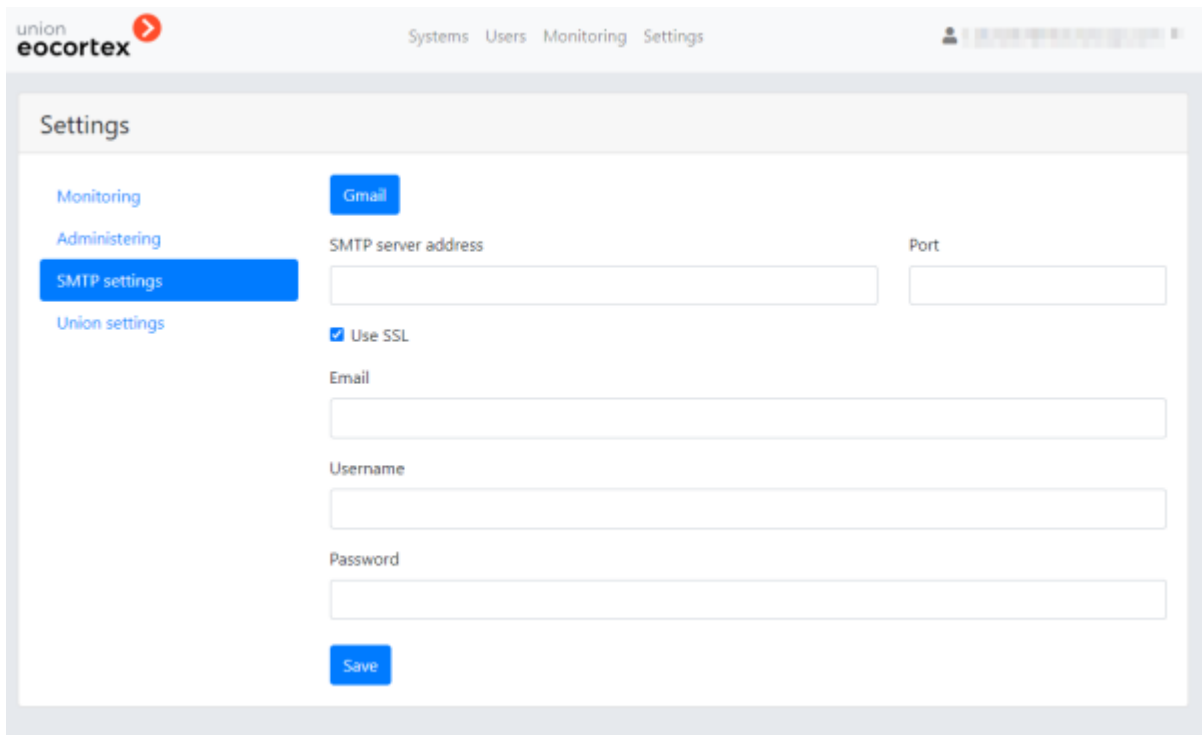 union
eocortex
Systems Users Monitoring Settings
Settings
Monitoring
Administering
SMTP settings
Union settings
Gmail
SMTP server address Port
Use SSL
Email
Username
Password
Save